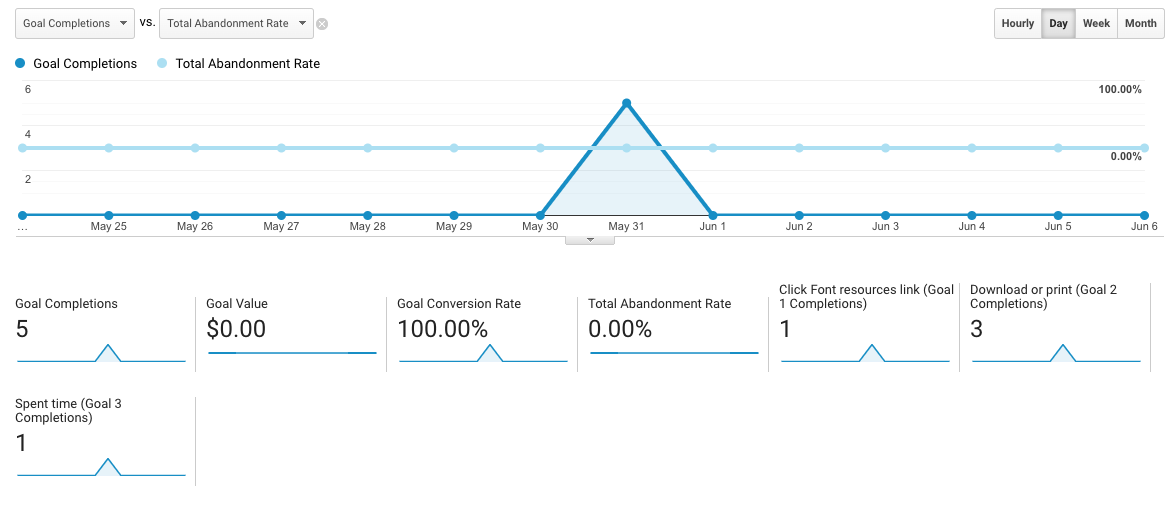 Goal Completions vs. Total Abandonment Rate
Hourly Day Week Month
Goal Completions Total Abandonment Rate
6 100.00%
4
0.00%
2
... May 25 May 26 May 27 May 28 May 29 May 30 May 31 Jun 1 Jun 2 Jun 3 Jun 4 Jun 5 Jun 6
Goal Completions
5
Goal Value
$0.00
Goal Conversion Rate
100.00%
Total Abandonment Rate
0.00%
Click Font resources link (Goal
1 Completions)
1
Download or print (Goal 2
Completions)
3
Spent time (Goal 3
Completions)
1